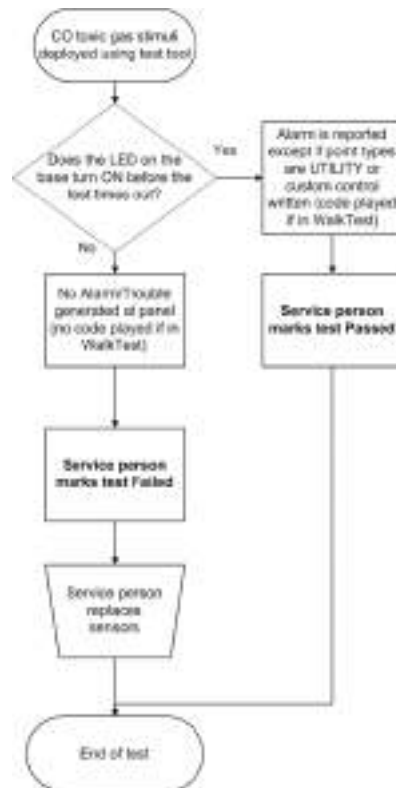 CO toxic gas stimuli
deployed using test tool
Does the LED on the
base turn ON before the
test times out?
Yes
Alarm is reported
except if point types
are UTILITY or
custom control
written (code played
if in WalkTest)
No
No Alarm/Trouble
generated at panel
(no code played if in
WalkTest)
Service person
marks test Passed
Service person
marks test Failed
Service person
replaces
sensors
End of test